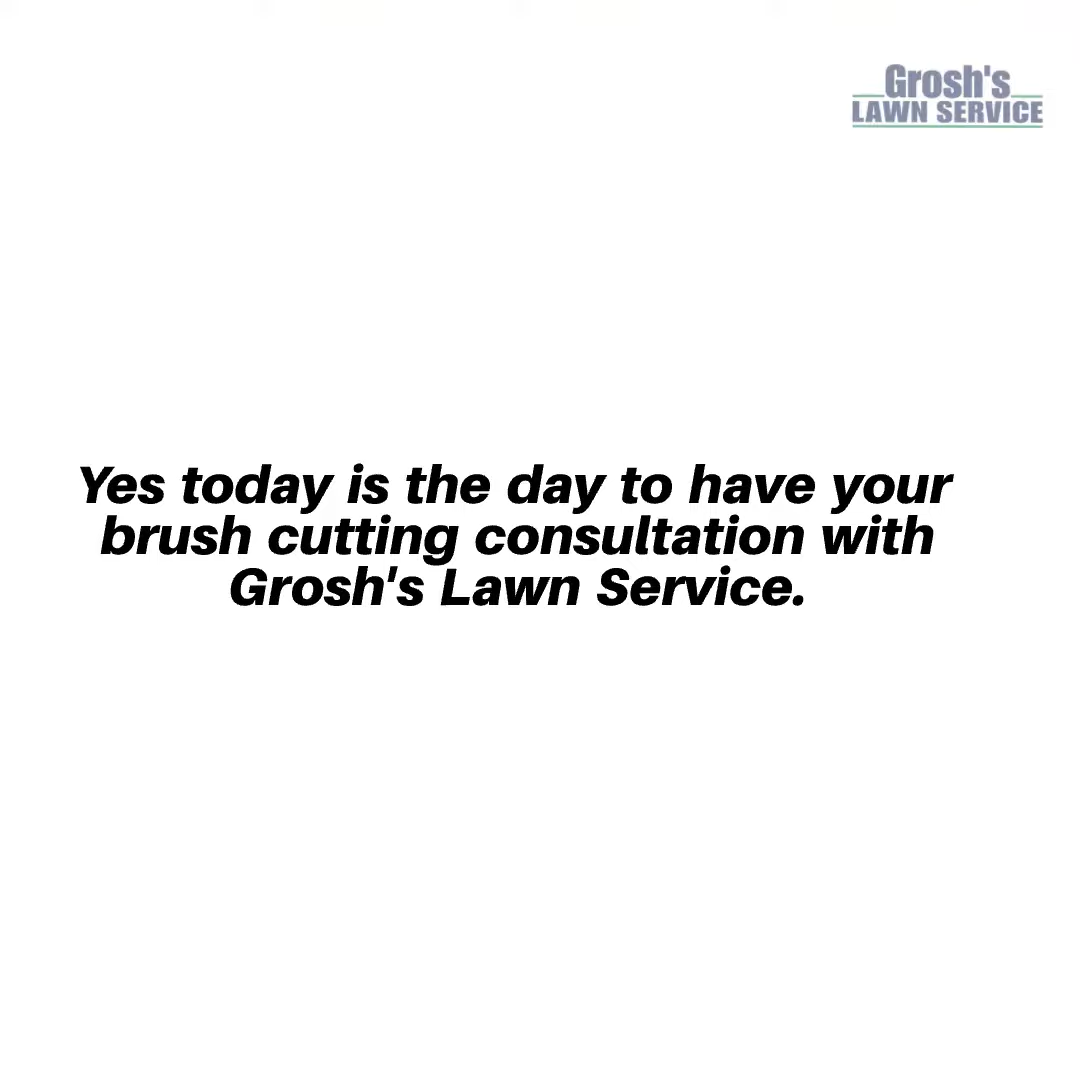 Grosh's
LAWN SERVICE
Yes today is the day to have your
brush cutting consultation with
Grosh's Lawn Service.